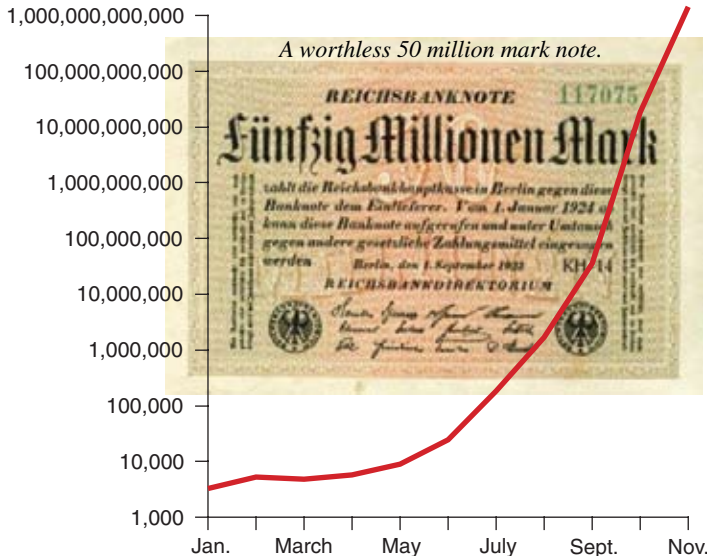 1,000,000,000,000
A worthless 50 million mark note.
100,000,000,000
REICHSBANKNOTE 117075
10,000,000,000
Fünfzig Millionen Mark
1,000,000,000
zahlt die Reichsbankhauptkasse in Berlin gegen diese
Banknote dem Einlieferer. Vom 1. Januar 1924
kann diese Banknote aufgerufen und unter Umtausch
100,000,000
gegen andere gesetzliche Zahlungsmittel eingezogen
werden Berlin, den 1. September 1923
REICHSBANKDIREKTORIUM
10,000,000
1,000,000
100,000
10,000
1,000
Jan. March May July Sept. Nov.